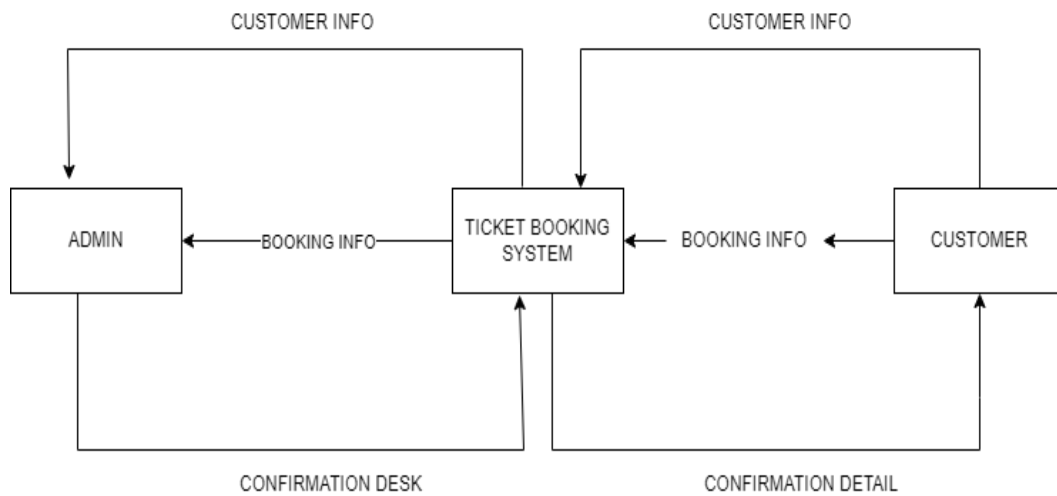 CUSTOMER INFO
CUSTOMER INFO
ADMIN
BOOKING INFO
TICKET BOOKING
SYSTEM
BOOKING INFO
CUSTOMER
CONFIRMATION DESK
CONFIRMATION DETAIL